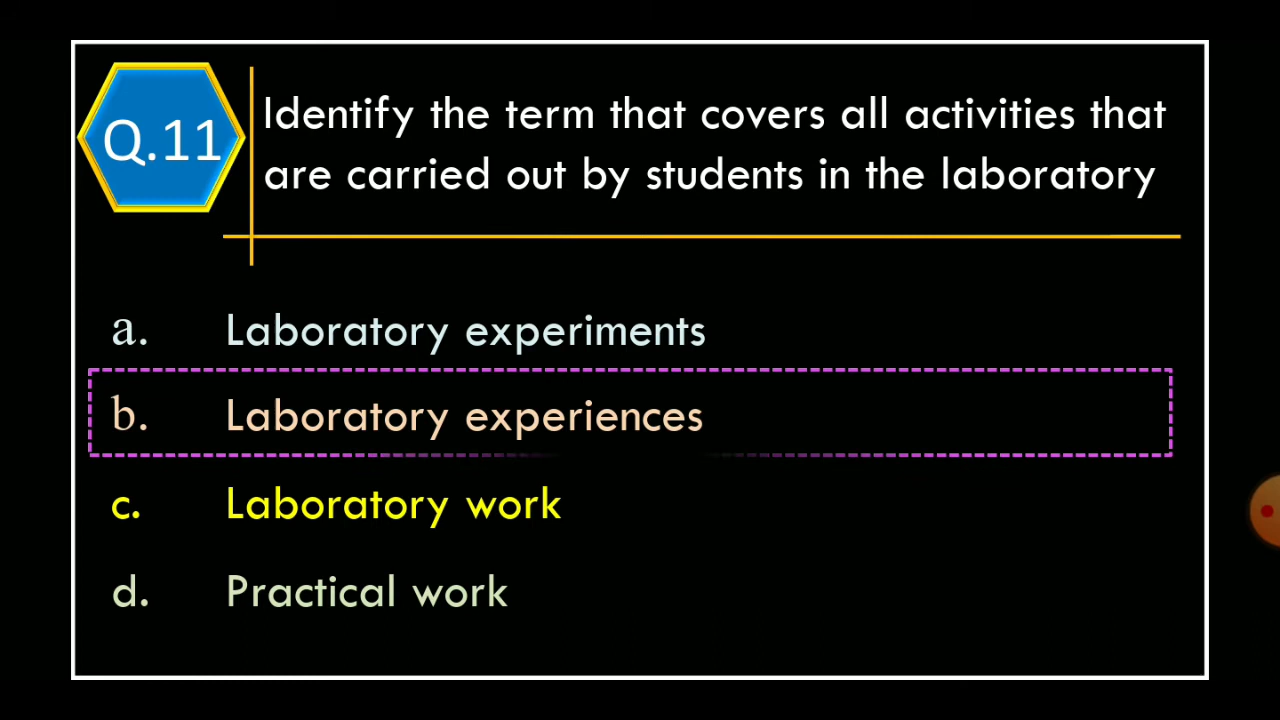 Q.11
Identify the term that covers all activities that
are carried out by students in the laboratory
a. Laboratory experiments
b. Laboratory experiences
c. Laboratory work
d. Practical work